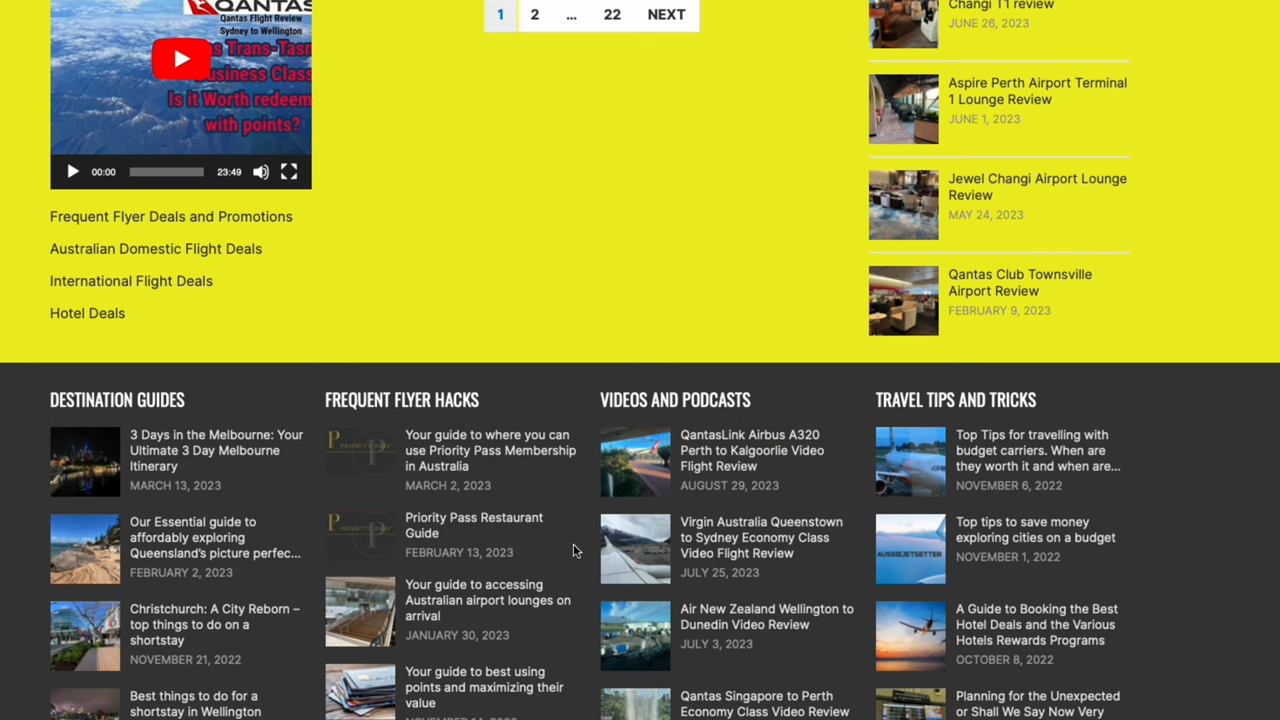 QANTAS
Qantas Flight Review
Sydney to Wellington
s Trans-Tasm
usiness Class
Is it Worth redeem
with points?
00:00
23:49
Frequent Flyer Deals and Promotions
Australian Domestic Flight Deals
International Flight Deals
Hotel Deals
1 2 ... 22 NEXT
Changi T1 review
JUNE 26, 2023
Aspire Perth Airport Terminal
1 Lounge Review
JUNE 1, 2023
Jewel Changi Airport Lounge
Review
MAY 24, 2023
Qantas Club Townsville
Airport Review
FEBRUARY 9, 2023
DESTINATION GUIDES
3 Days in the Melbourne: Your
Ultimate 3 Day Melbourne
Itinerary
MARCH 13, 2023
Our Essential guide to
affordably exploring
Queensland's picture perfec...
FEBRUARY 2, 2023
Christchurch: A City Reborn –
top things to do on a
shortstay
NOVEMBER 21, 2022
Best things to do for a
shortstay in Wellington
FREQUENT FLYER HACKS
PRIORITY PASS
Your guide to where you can
use Priority Pass Membership
in Australia
MARCH 2, 2023
PRIORITY PASS
Priority Pass Restaurant
Guide
FEBRUARY 13, 2023
Your guide to accessing
Australian airport lounges on
arrival
JANUARY 30, 2023
Your guide to best using
points and maximizing their
value
VIDEOS AND PODCASTS
QantasLink Airbus A320
Perth to Kalgoorlie Video
Flight Review
AUGUST 29, 2023
Virgin Australia Queenstown
to Sydney Economy Class
Video Flight Review
JULY 25, 2023
Air New Zealand Wellington to
Dunedin Video Review
JULY 3, 2023
Qantas Singapore to Perth
Economy Class Video Review
TRAVEL TIPS AND TRICKS
Top Tips for travelling with
budget carriers. When are
they worth it and when are...
NOVEMBER 6, 2022
AUSSIEJETSETTER
Top tips to save money
exploring cities on a budget
NOVEMBER 1, 2022
A Guide to Booking the Best
Hotel Deals and the Various
Hotels Rewards Programs
OCTOBER 8, 2022
Planning for the Unexpected
or Shall We Say Now Very